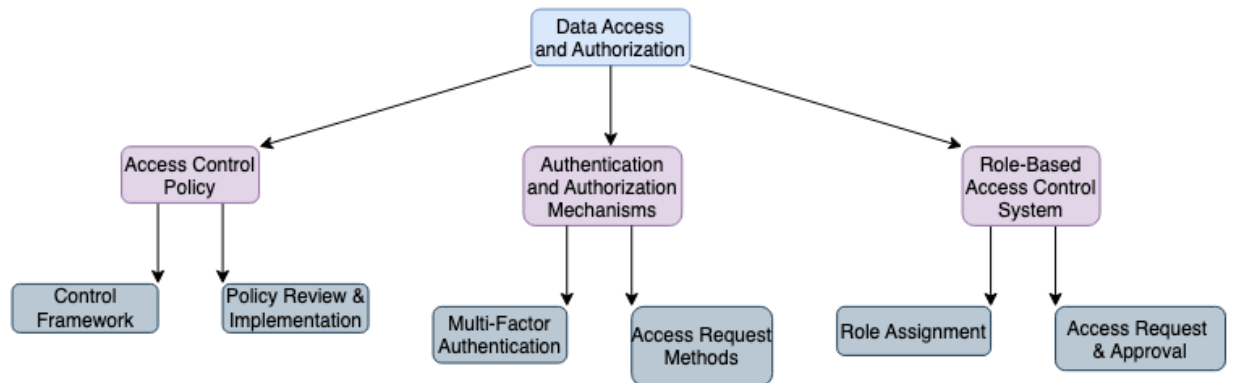 Data Access
and Authorization
Access Control
Policy
Authentication
and Authorization
Mechanisms
Role-Based
Access Control
System
Control
Framework
Policy Review &
Implementation
Multi-Factor
Authentication
Access Request
Methods
Role Assignment
Access Request
& Approval